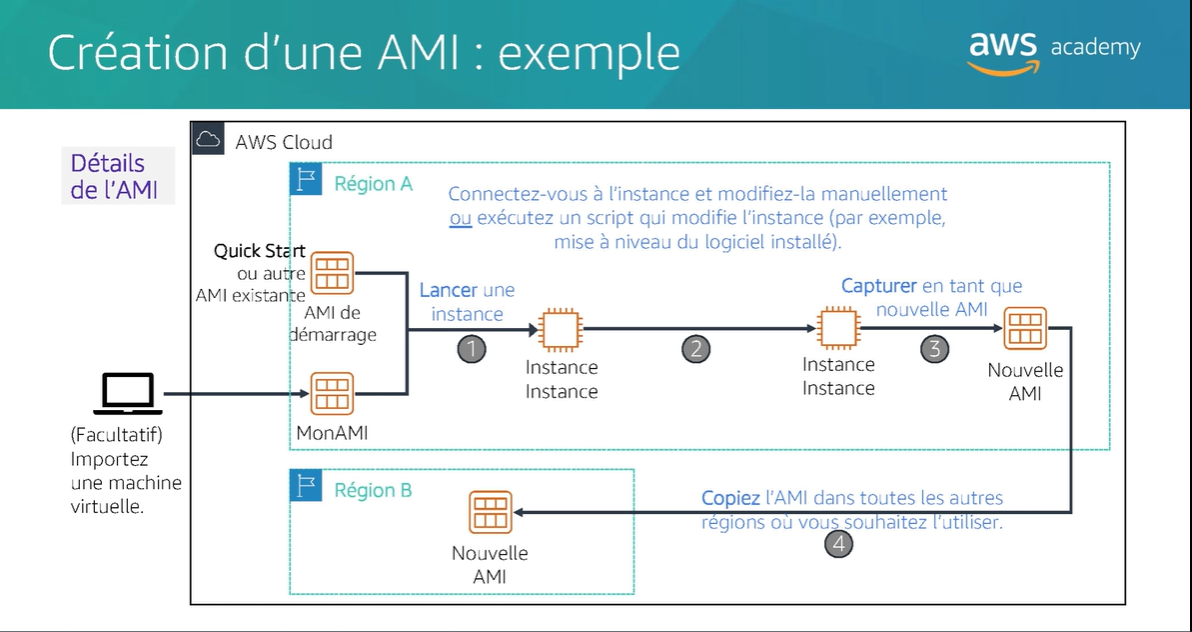 Création d'une AMI : exemple
aws academy
Détails
de l'AMI
AWS Cloud
Région A
Connectez-vous à l'instance et modifiez-la manuellement
ou exécutez un script qui modifie l'instance (par exemple,
mise à niveau du logiciel installé).
Quick Start
ou autre
AMI existante
AMI de
démarrage
Lancer une
instance
1
Instance
Instance
2
Instance
Instance
Capturer en tant que
nouvelle AMI
3
Nouvelle
AMI
MonAMI
(Facultatif)
Importez
une machine
virtuelle.
Région B
Nouvelle
AMI
Copiez l'AMI dans toutes les autres
régions où vous souhaitez l'utiliser.
4